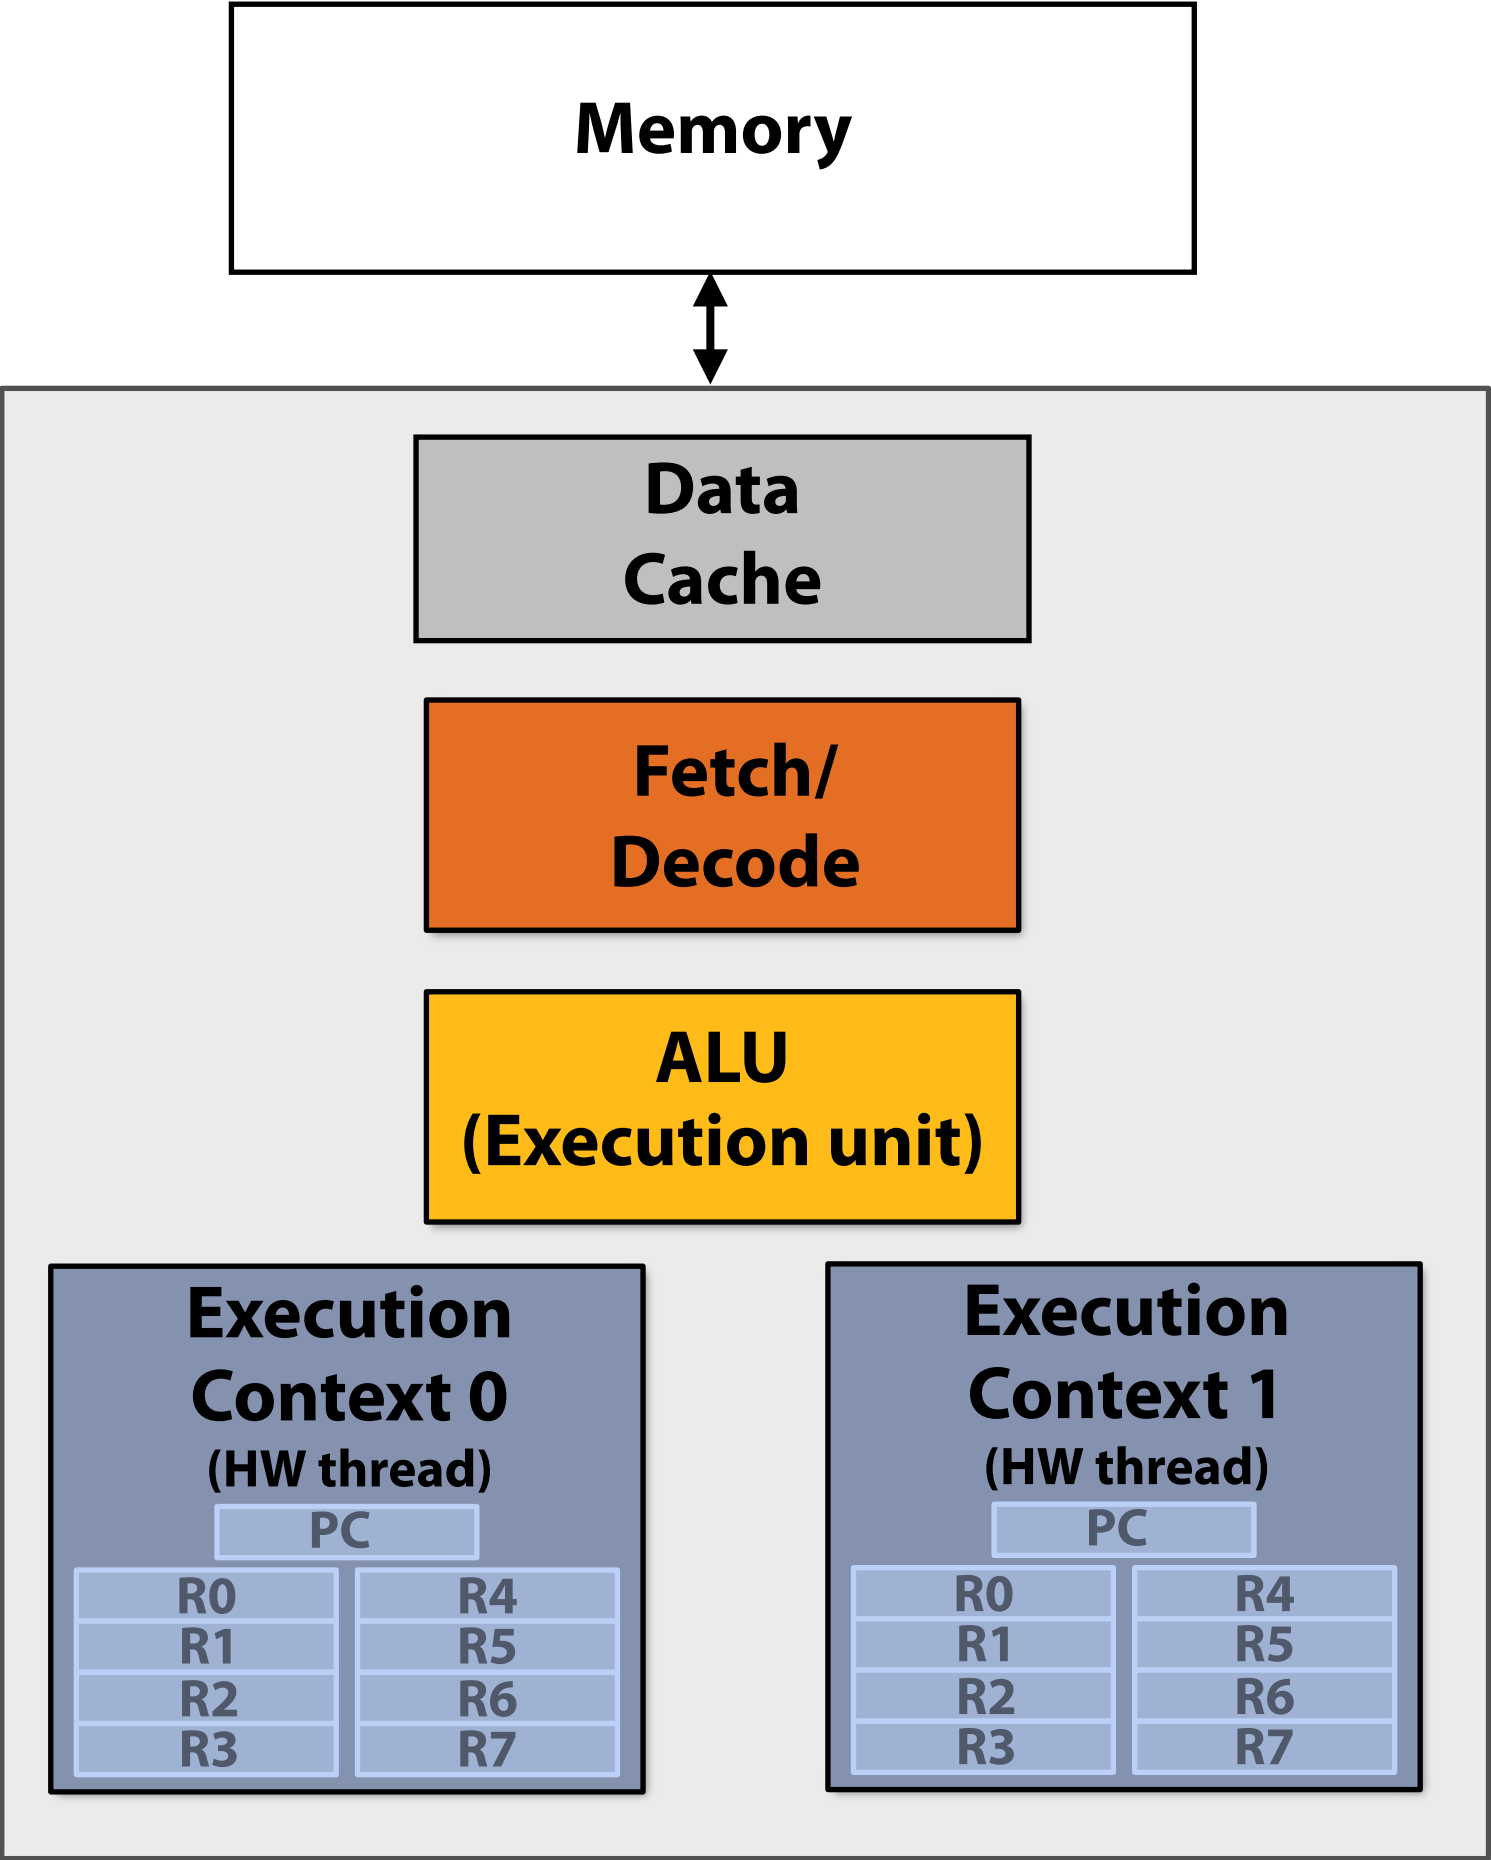 Memory
Data
Cache
Fetch/
Decode
ALU
(Execution unit)
Execution
Context 0
(HW thread)
PC
R0
R1
R2
R3
R4
R5
R6
R7
Execution
Context 1
(HW thread)
PC
R0
R1
R2
R3
R4
R5
R6
R7